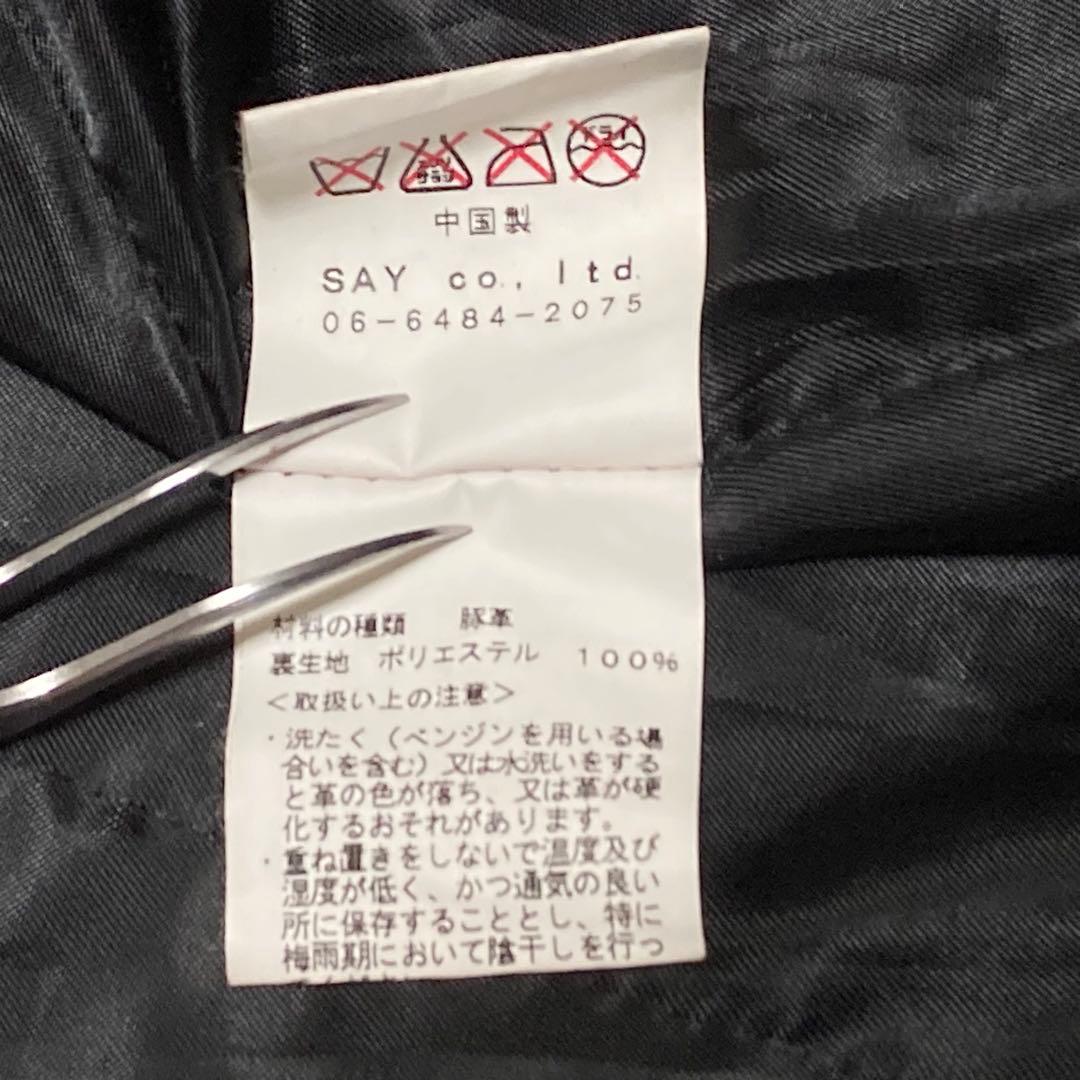 ドライ
中国製
SAY co., ltd.
06-6484-2075
材料の種類 豚革
裏生地 ポリエステル 100%
<取扱い上の注意>
・洗たく(ベンジンを用いる場
合いを含む)又は水洗いをする
と革の色が落ち、又は革が硬
化するおそれがあります。
・重ね置きをしないで温度及び
湿度が低く、かつ通気の良い
所に保存することとし、特に
梅雨期において陰干しを行っ